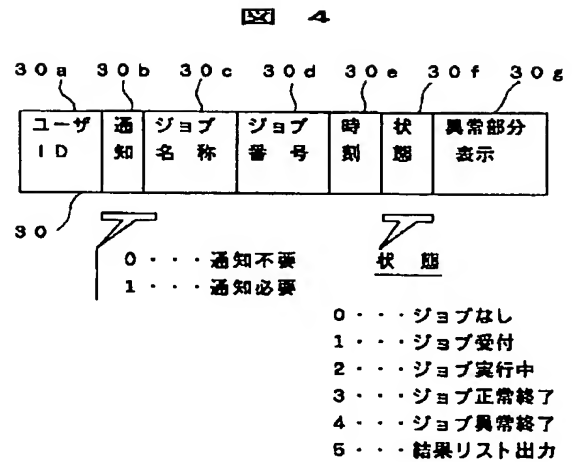 図 4
30a 30b 30c 30d 30e 30f 30g
ユーザ 通 ジョブ ジョブ 時 状 異常部分
ID 知 名 称 番 号 刻 態 表示
30
0・・・通知不要
1・・・通知必要
状 態
0・・・ジョブなし
1・・・ジョブ受付
2・・・ジョブ実行中
3・・・ジョブ正常終了
4・・・ジョブ異常終了
5・・・結果リスト出力